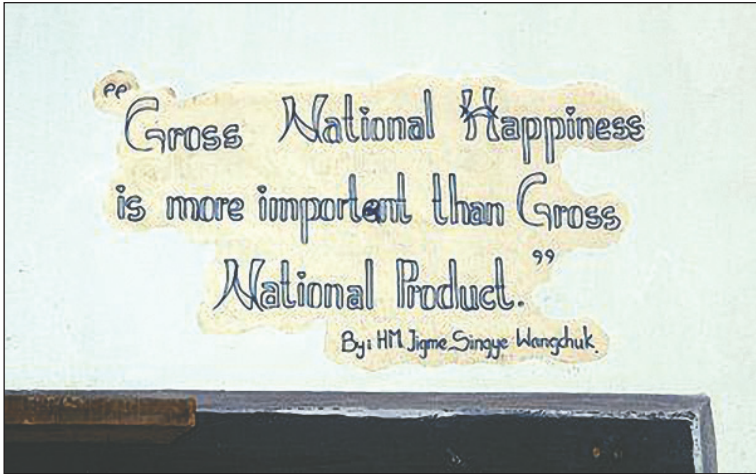 "Gross National Happiness
is more important than Gross
National Product."
By: HM Jigme Singye Wangchuk.